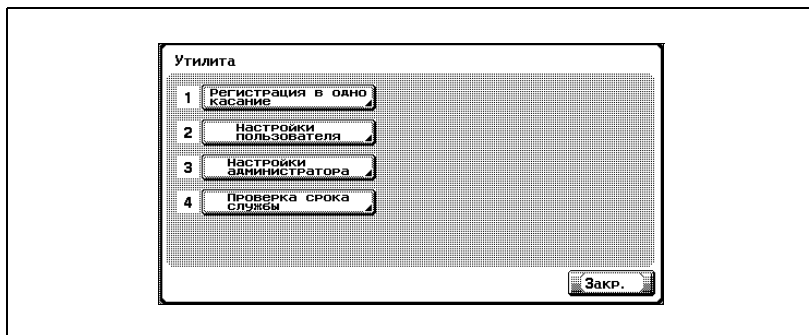 Утилита
1 Регистрация в одно
касание
2 Настройки
пользователя
3 Настройки
администратора
4 Проверка срока
службы
Закр.